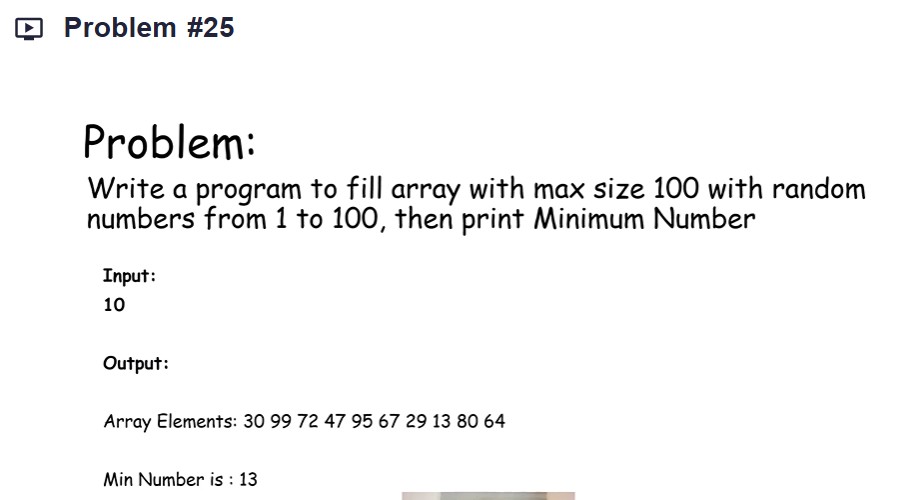 Problem #25
Problem:
Write a program to fill array with max size 100 with random
numbers from 1 to 100, then print Minimum Number
Input:
10
Output:
Array Elements: 30 99 72 47 95 67 29 13 80 64
Min Number is : 13